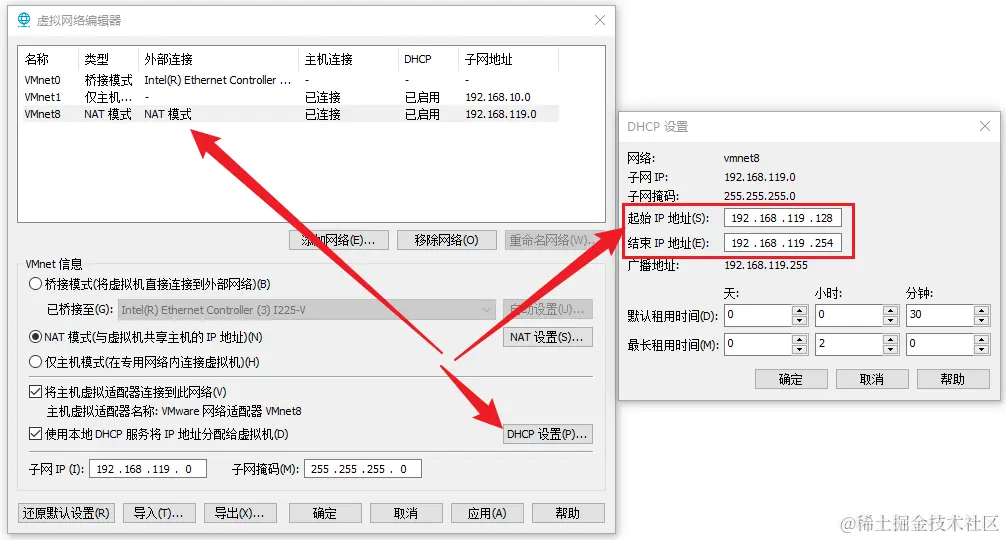 虚拟网络编辑器
名称 类型 外部连接 主机连接 DHCP 子网地址
VMnet0 桥接模式 Intel(R) Ethernet Controller ... - - -
VMnet1 仅主机... - 已连接 已启用 192.168.10.0
VMnet8 NAT 模式 NAT 模式 已连接 已启用 192.168.119.0
添加网络(E)... 移除网络(O) 重命名网络(W)...
VMnet 信息
桥接模式(将虚拟机直接连接到外部网络)(B)
已桥接至(G): Intel(R) Ethernet Controller (3) I225-V 自动设置(U)...
NAT 模式(与虚拟机共享主机的 IP 地址)(N) NAT 设置(S)...
仅主机模式(在专用网络内连接虚拟机)(H)
将主机虚拟适配器连接到此网络(V)
主机虚拟适配器名称: VMware 网络适配器 VMnet8
使用本地 DHCP 服务将 IP 地址分配给虚拟机(D) DHCP 设置(P)...
子网 IP (I): 192 . 168 . 119 . 0 子网掩码(M): 255 . 255 . 255 . 0
还原默认设置(R) 导入(T)... 导出(X)... 确定 取消 应用(A) 帮助
DHCP 设置
网络: vmnet8
子网 IP: 192.168.119.0
子网掩码: 255.255.255.0
起始 IP 地址(S): 192 . 168 . 119 . 128
结束 IP 地址(E): 192 . 168 . 119 . 254
广播地址: 192.168.119.255
天: 小时: 分钟:
默认租用时间(D): 0 0 30
最长租用时间(M): 0 2 0
确定 取消 帮助
@稀土掘金技术社区